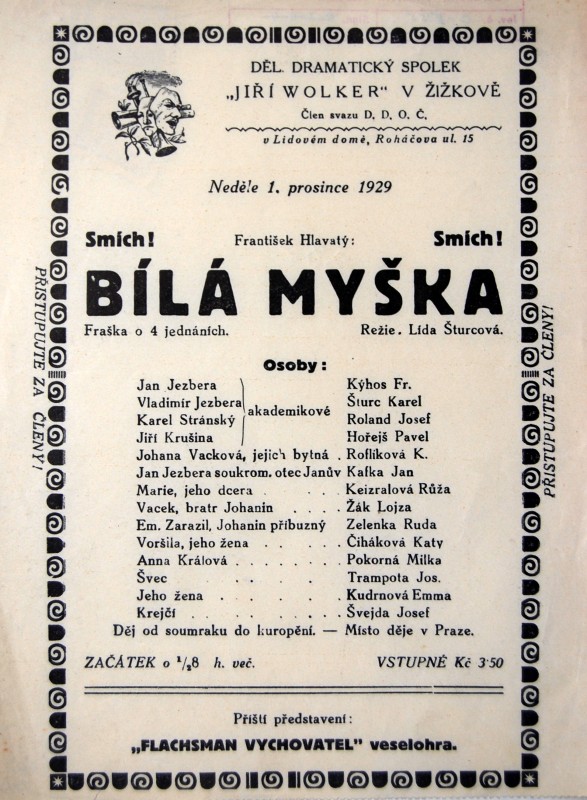 DĚL. DRAMATICKÝ SPOLEK
„JIŘÍ WOLKER" V ŽIŽKOVĚ
Člen svazu D. D. O. Č.
v Lidovém domě, Roháčova ul. 15
Neděle 1. prosince 1929
Smích! František Hlavatý: Smích!
BÍLÁ MYŠKA
Fraška o 4 jednáních. Režie. Lída Šturcová.
Osoby:
Jan Jezbera Kýhos Fr.
Vladimír Jezbera Šturc Karel
akademikové
Karel Stránský Roland Josef
Jiří Krušina Hořejš Pavel
Johana Vacková, jejich bytná . Roflíková K.
Jan Jezbera soukrom. otec Janův Kafka Jan
Marie, jeho dcera . . . . Keizralová Růža
Vacek, bratr Johanin . . . . Žák Lojza
Em. Zarazil, Johanin příbuzný Zelenka Ruda
Voršila, jeho žena . . . . . Čiháková Katy
Anna Králová . . . . . . Pokorná Milka
Švec . . . . . Trampota Jos.
Jeho žena . . . . . . Kudrnová Emma
Krejčí . . . . . . . . . Švejda Josef
Děj od soumraku do kuropění. — Místo děje v Praze.
ZAČÁTEK o ½8 h. več. VSTUPNÉ Kč 3·50
Příští představení:
„FLACHSMAN VYCHOVATEL" veselohra.
PŘISTUPUJTE ZA ČLENY!
PŘISTUPUJTE ZA ČLENY!